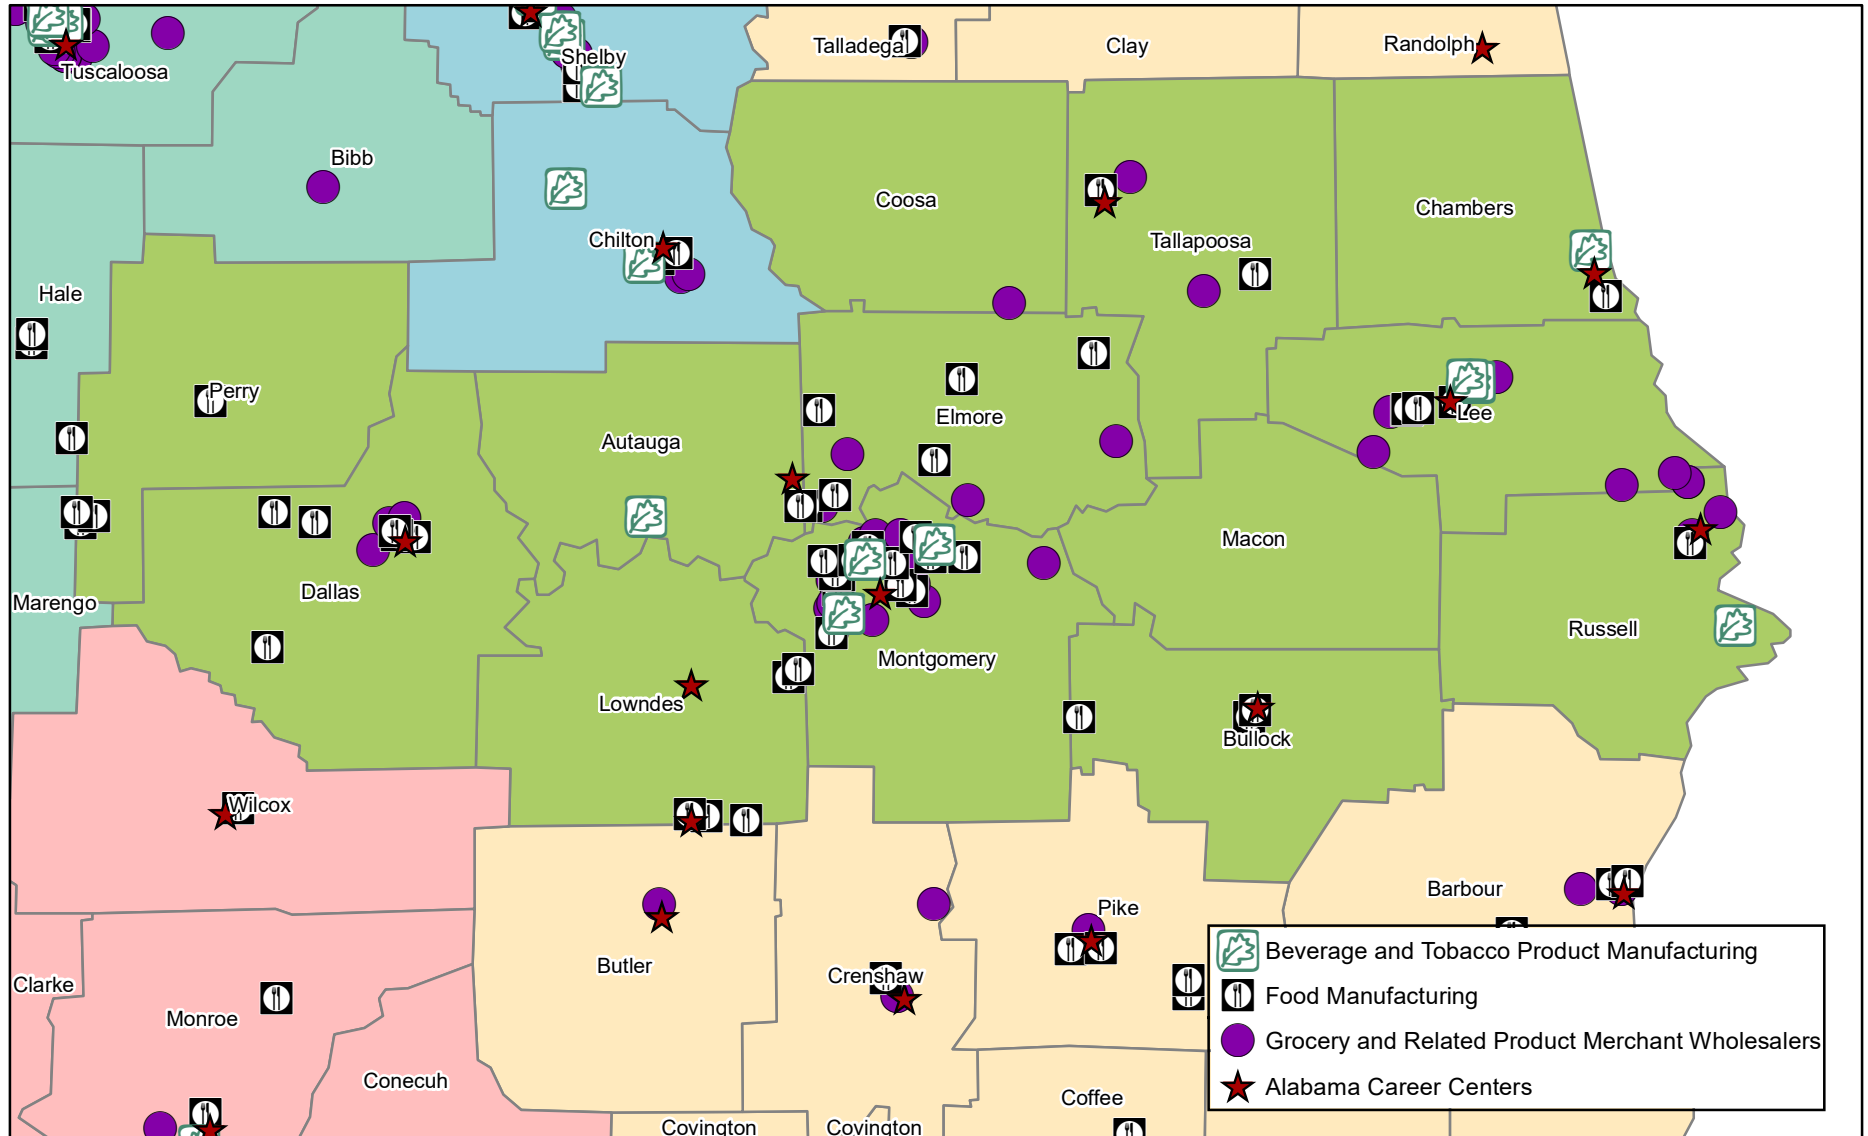 Talladega
Clay
Randolph
Shelby
Tuscaloosa
Bibb
Coosa
Chambers
Chilton
Tallapoosa
Hale
Perry
Elmore
Lee
Autauga
Macon
Dallas
Marengo
Russell
Montgomery
Lowndes
Bullock
Wilcox
Barbour
Pike
Butler
Crenshaw
Clarke
Monroe
Conecuh
Coffee
Covington
Covington
Beverage and Tobacco Product Manufacturing
Food Manufacturing
Grocery and Related Product Merchant Wholesalers
Alabama Career Centers